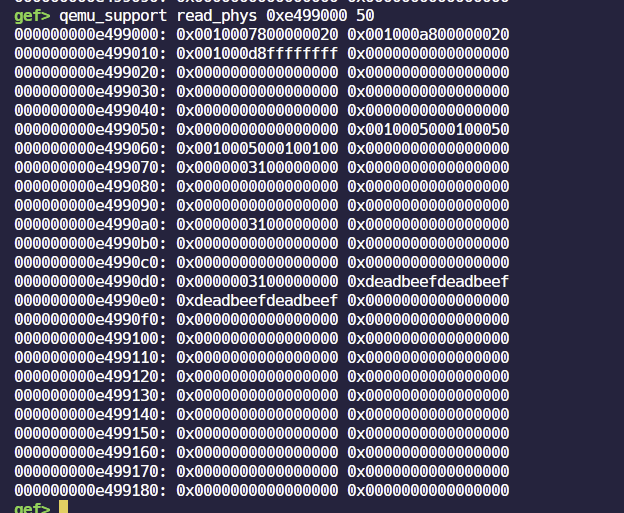 gef> qemu_support read_phys 0xe499000 50
000000000e499000: 0x0010007800000020 0x001000a800000020
000000000e499010: 0x001000d8ffffffff 0x0000000000000000
000000000e499020: 0x0000000000000000 0x0000000000000000
000000000e499030: 0x0000000000000000 0x0000000000000000
000000000e499040: 0x0000000000000000 0x0000000000000000
000000000e499050: 0x0000000000000000 0x0010005000100050
000000000e499060: 0x0010005000100100 0x0000000000000000
000000000e499070: 0x0000003100000000 0x0000000000000000
000000000e499080: 0x0000000000000000 0x0000000000000000
000000000e499090: 0x0000000000000000 0x0000000000000000
000000000e4990a0: 0x0000003100000000 0x0000000000000000
000000000e4990b0: 0x0000000000000000 0x0000000000000000
000000000e4990c0: 0x0000000000000000 0x0000000000000000
000000000e4990d0: 0x0000003100000000 0xdeadbeefdeadbeef
000000000e4990e0: 0xdeadbeefdeadbeef 0x0000000000000000
000000000e4990f0: 0x0000000000000000 0x0000000000000000
000000000e499100: 0x0000000000000000 0x0000000000000000
000000000e499110: 0x0000000000000000 0x0000000000000000
000000000e499120: 0x0000000000000000 0x0000000000000000
000000000e499130: 0x0000000000000000 0x0000000000000000
000000000e499140: 0x0000000000000000 0x0000000000000000
000000000e499150: 0x0000000000000000 0x0000000000000000
000000000e499160: 0x0000000000000000 0x0000000000000000
000000000e499170: 0x0000000000000000 0x0000000000000000
000000000e499180: 0x0000000000000000 0x0000000000000000
gef>